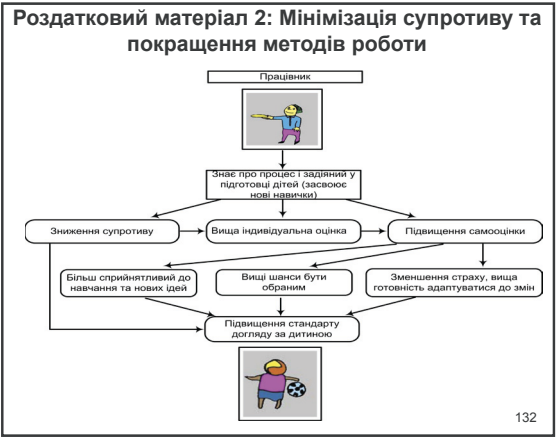 Роздатковий матеріал 2: Мінімізація супротиву та
покращення методів роботи
Працівник
Знає про процес і задіяний у
підготовці дітей (засвоює
нові навички)
Зниження супротиву
Вища індивідуальна оцінка
Підвищення самооцінки
Більш сприйнятливий до
навчання та нових ідей
Вищі шанси бути
обраним
Зменшення страху, вища
готовність адаптуватися до змін
Підвищення стандарту
догляду за дитиною
132